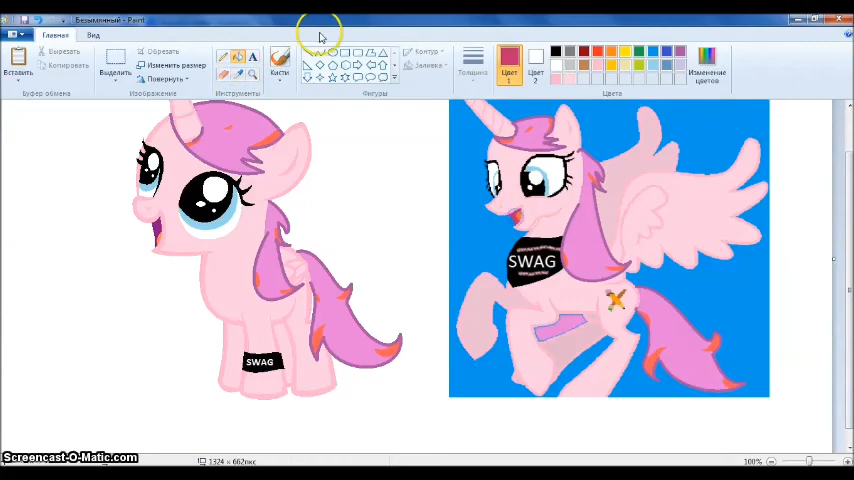 Безымянный - Paint
Главная Вид
Вставить
Вырезать
Копировать
Буфер обмена
Выделить
Обрезать
Изменить размер
Повернуть
Изображение
A
Инструменты
Кисти
Контур
Заливка
Фигуры
Толщина
Цвет 1
Цвет 2
Изменение цветов
Цвета
SWAG
SWAG
Screencast-O-Matic.com
1324 × 662пкс
100%